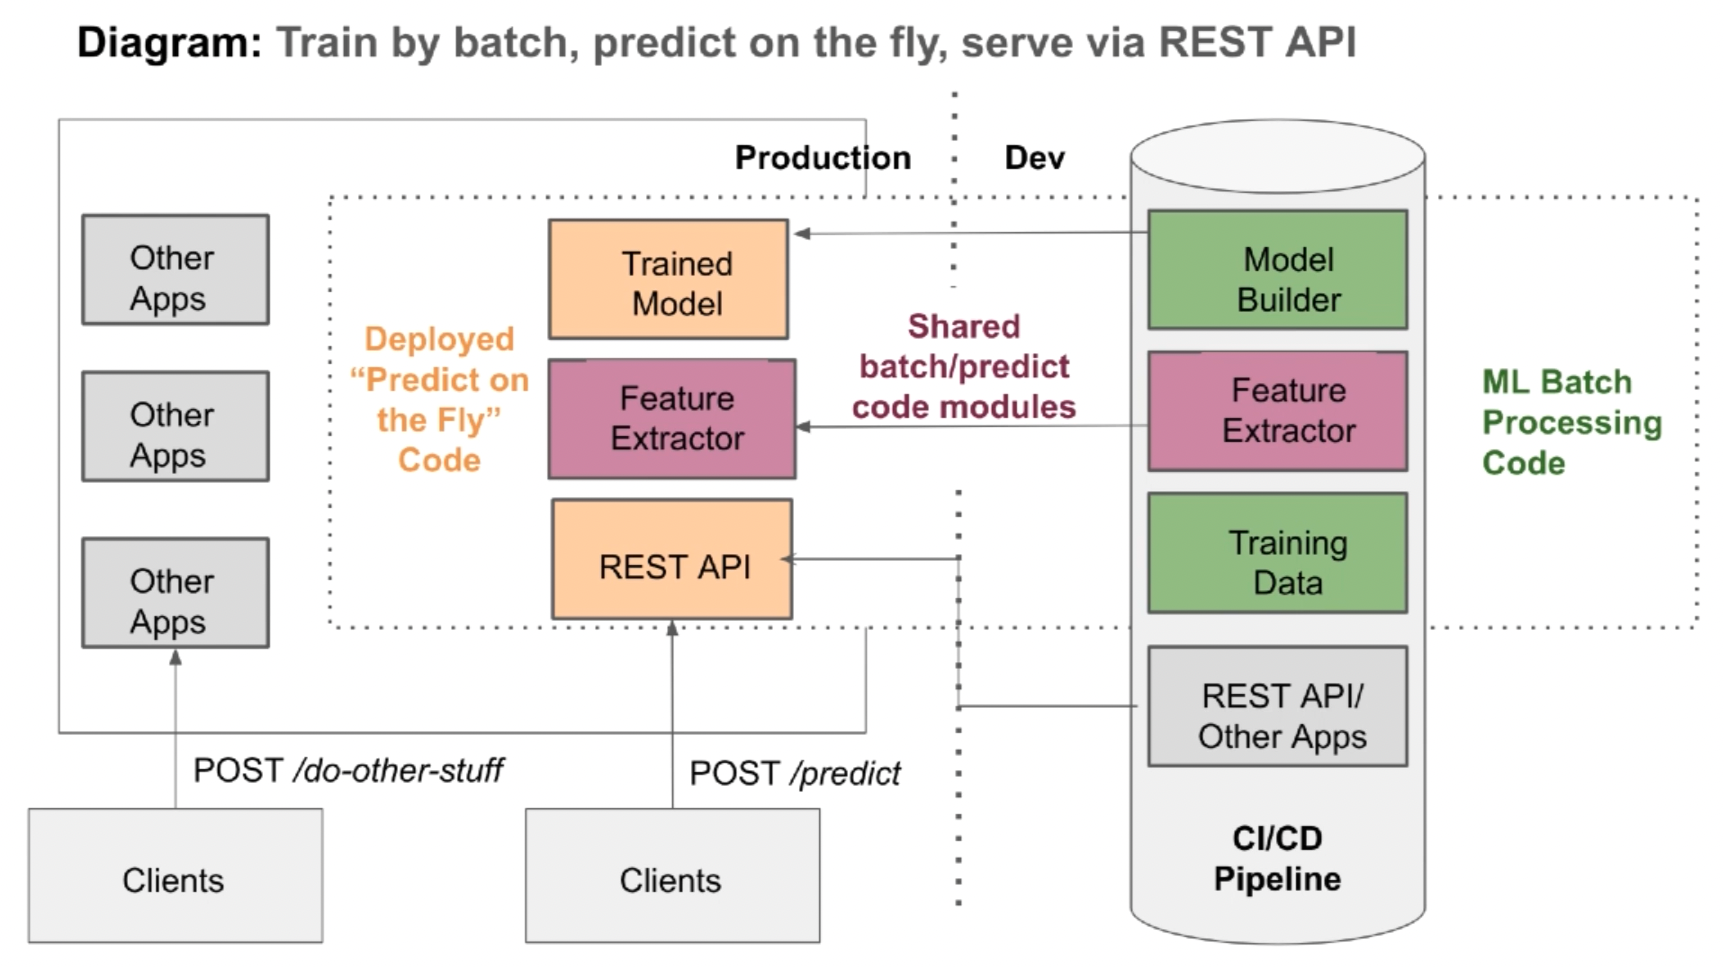 Diagram: Train by batch, predict on the fly, serve via REST API
Production
Dev
Other
Apps
Other
Apps
Other
Apps
Deployed
“Predict on
the Fly”
Code
Trained
Model
Feature
Extractor
REST API
Shared
batch/predict
code modules
Model
Builder
Feature
Extractor
Training
Data
REST API/
Other Apps
CI/CD
Pipeline
ML Batch
Processing
Code
POST /do-other-stuff
POST /predict
Clients
Clients